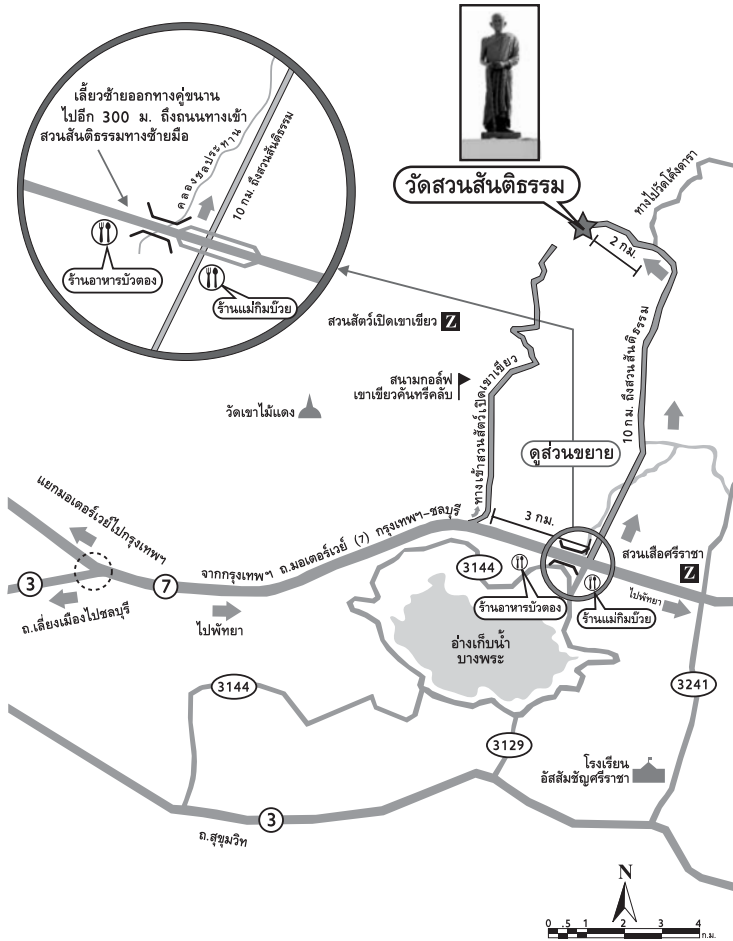 เลี้ยวซ้ายออกทางคู่ขนาน
ไปอีก 300 ม. ถึงถนนทางเข้า
สวนสันติธรรมทางซ้ายมือ
คลองชลประทาน
10 กม. ถึงสวนสันติธรรม
ร้านอาหารบัวตอง
ร้านแม่กิมบ๊วย
วัดสวนสันติธรรม
ทางไปวัดโค้งดารา
2 กม.
สวนสัตว์เปิดเขาเขียว Z
สนามกอล์ฟ
เขาเขียวคันทรีคลับ
ทางเข้าสวนสัตว์เปิดเขาเขียว
10 กม. ถึงสวนสันติธรรม
วัดเขาไม้แดง
ดูส่วนขยาย
แยกมอเตอร์เวย์ไปกรุงเทพฯ
3 กม.
จากกรุงเทพฯ ถ.มอเตอร์เวย์ (7) กรุงเทพฯ-ชลบุรี
สวนเสือศรีราชา
Z
3144
3
7
ไปพัทยา
ร้านอาหารบัวตอง
ร้านแม่กิมบ๊วย
ถ.เลี่ยงเมืองไปชลบุรี
ไปพัทยา
อ่างเก็บน้ำ
บางพระ
3144
3241
3129
โรงเรียน
อัสสัมชัญศรีราชา
3
ถ.สุขุมวิท
N
0 .5 1 2 3 4
ก.ม.